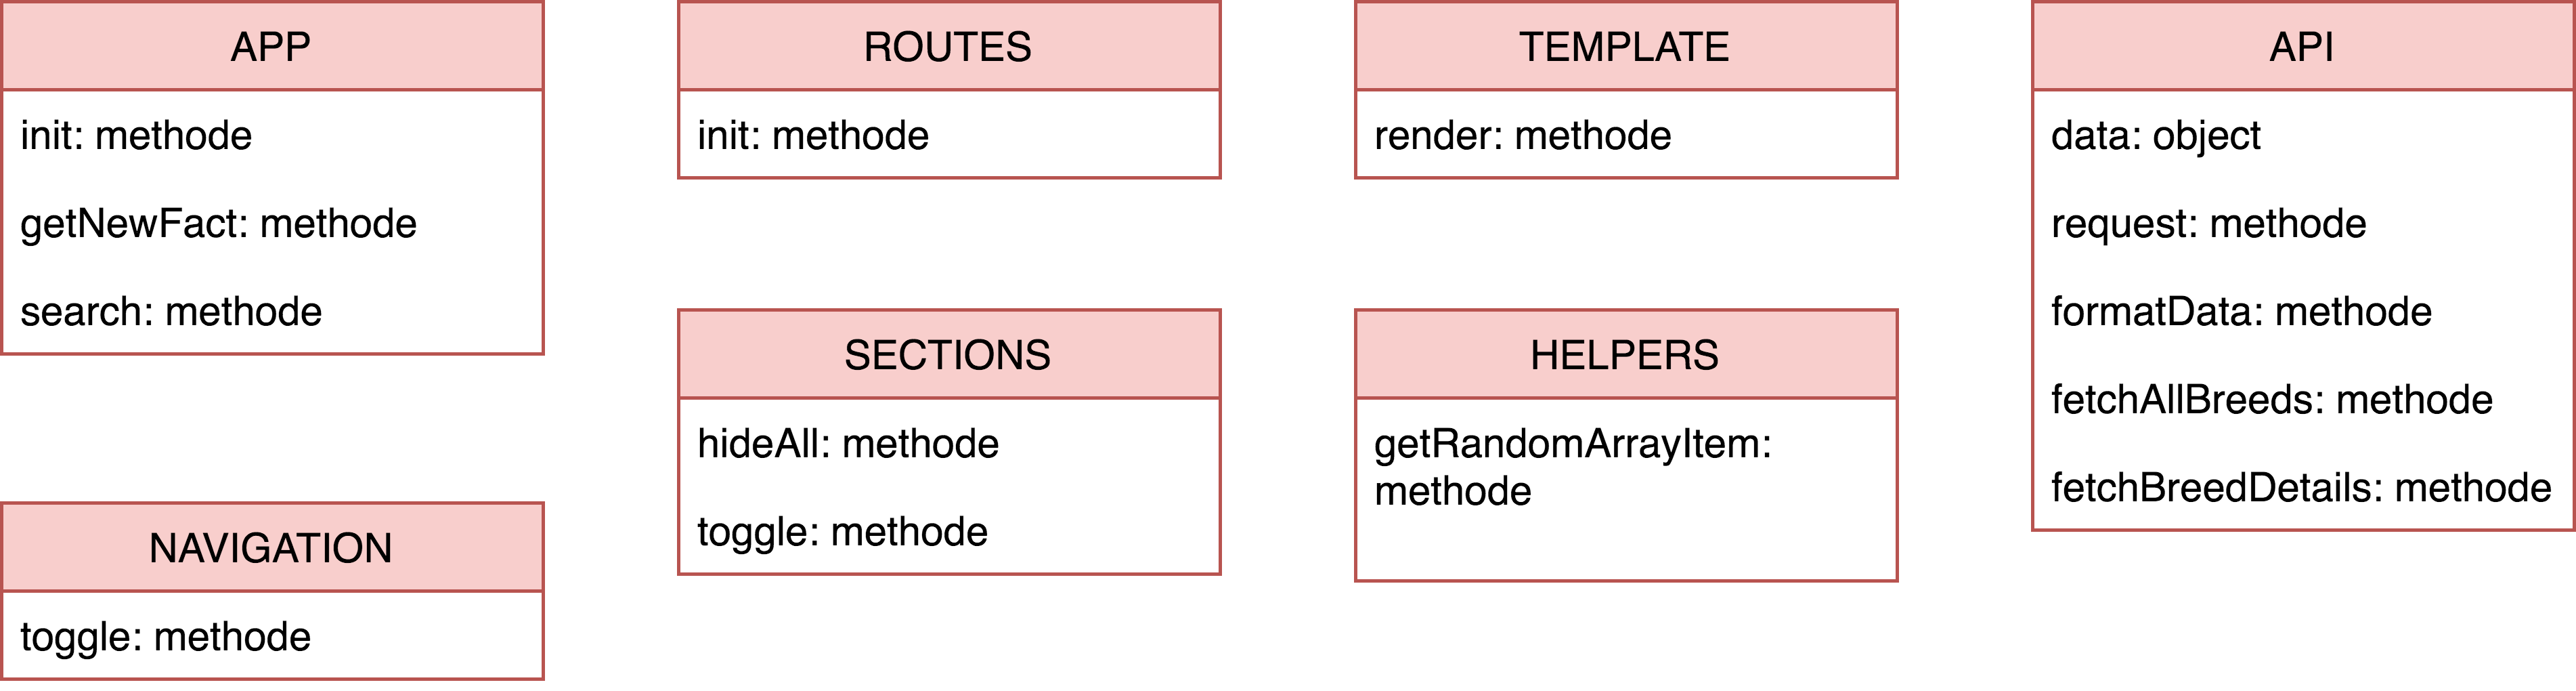 APP
init: methode
getNewFact: methode
search: methode
NAVIGATION
toggle: methode
ROUTES
init: methode
SECTIONS
hideAll: methode
toggle: methode
TEMPLATE
render: methode
HELPERS
getRandomArrayItem:
methode
API
data: object
request: methode
formatData: methode
fetchAllBreeds: methode
fetchBreedDetails: methode